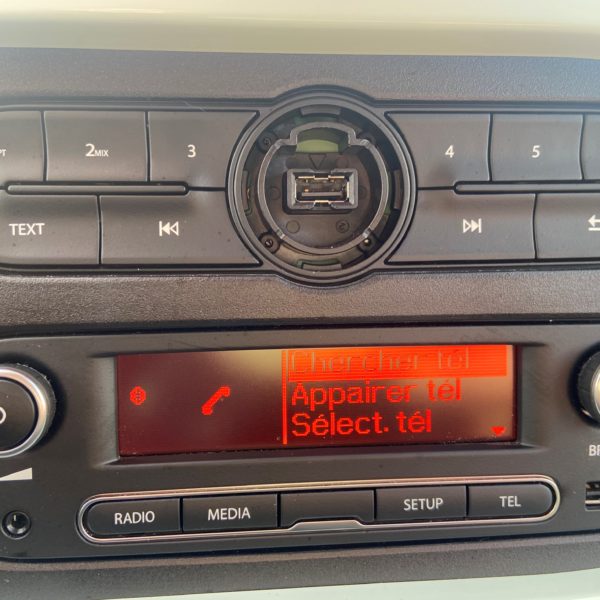 2MIX
3
4
5
TEXT
Chercher tél
Appairer tél
Sélect. tél
RADIO
MEDIA
SETUP
TEL